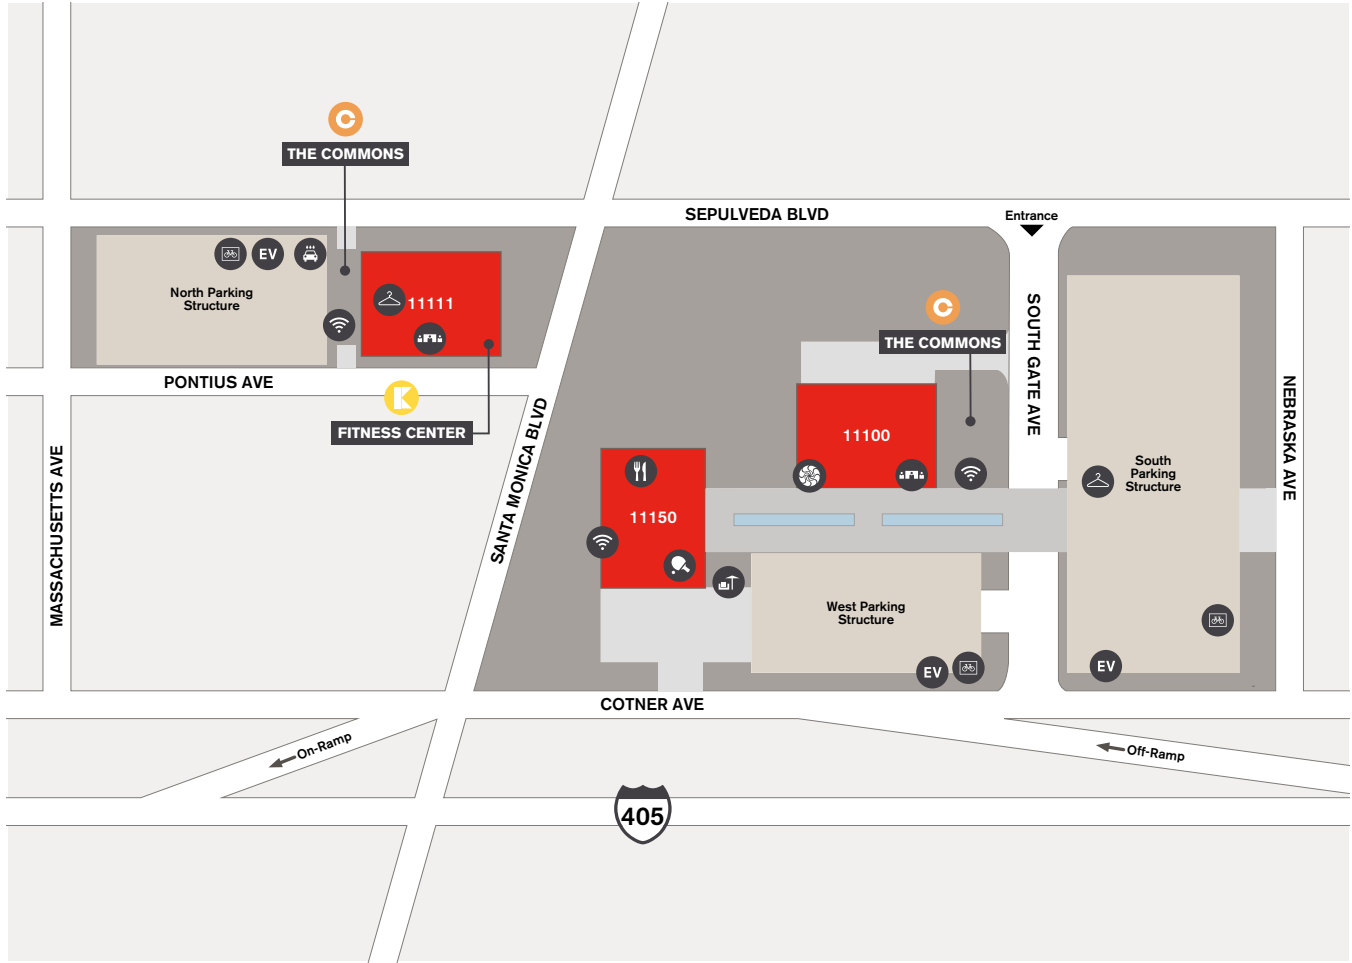 THE COMMONS
SEPULVEDA BLVD
Entrance
EV
North Parking
Structure
11111
SOUTH GATE AVE
THE COMMONS
PONTIUS AVE
FITNESS CENTER
SANTA MONICA BLVD
MASSACHUSETTS AVE
NEBRASKA AVE
11100
South
Parking
Structure
11150
West Parking
Structure
EV
EV
COTNER AVE
On-Ramp
Off-Ramp
405